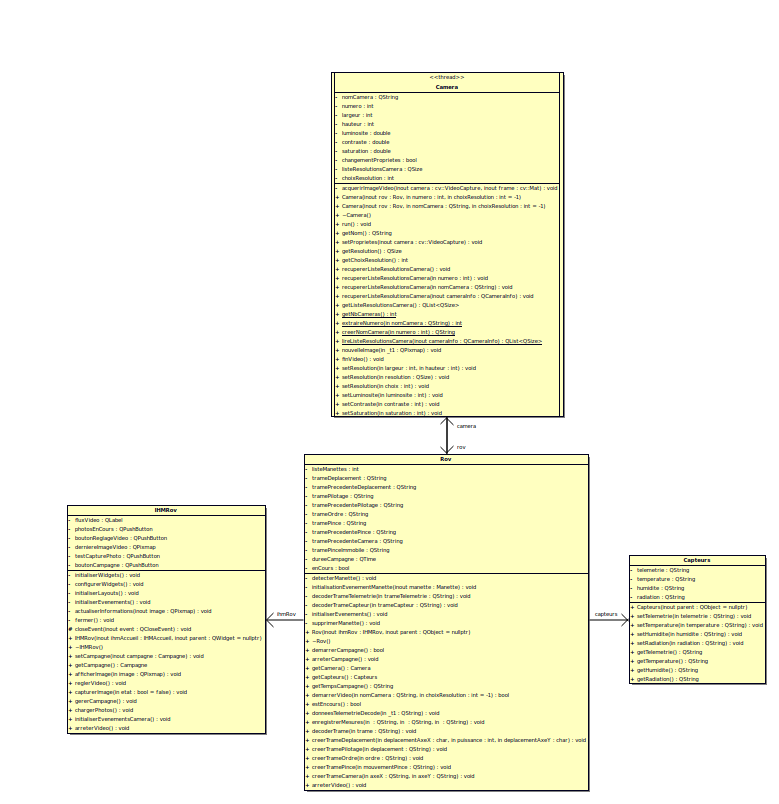 <<thread>>
Camera
- nomCamera : QString
- numero : int
- largeur : int
- hauteur : int
- luminosite : double
- contraste : double
- saturation : double
- changementProprietes : bool
- listeResolutionsCamera : QSize
- choixResolution : int
- acquerirImageVideo(inout camera : cv::VideoCapture, inout frame : cv::Mat) : void
+ Camera(inout rov : Rov, in numero : int, in choixResolution : int = -1)
+ Camera(inout rov : Rov, in nomCamera : QString, in choixResolution : int = -1)
+ ~Camera()
+ run() : void
+ getNom() : QString
+ setProprietes(inout camera : cv::VideoCapture) : void
+ getResolution() : QSize
+ getChoixResolution() : int
+ recupererListeResolutionsCamera() : void
+ recupererListeResolutionsCamera(in numero : int) : void
+ recupererListeResolutionsCamera(in nomCamera : QString) : void
+ recupererListeResolutionsCamera(inout cameraInfo : QCameraInfo) : void
+ getListeResolutionsCamera() : QList<QSize>
+ getNbCameras() : int
+ extraireNumero(in nomCamera : QString) : int
+ creerNomCamera(in numero : int) : QString
+ lireListeResolutionsCamera(inout cameraInfo : QCameraInfo) : QList<QSize>
+ nouvelleImage(in _t1 : QPixmap) : void
+ finVideo() : void
+ setResolution(in largeur : int, in hauteur : int) : void
+ setResolution(in resolution : QSize) : void
+ setResolution(in choix : int) : void
+ setLuminosite(in luminosite : int) : void
+ setContraste(in contraste : int) : void
+ setSaturation(in saturation : int) : void
camera
rov
Rov
- listeManettes : int
- trameDeplacement : QString
- tramePrecedenteDeplacement : QString
- tramePilotage : QString
- tramePrecedentePilotage : QString
- trameOrdre : QString
- tramePince : QString
- tramePrecedentePince : QString
- tramePrecedenteCamera : QString
- tramePinceImmobile : QString
- dureeCampagne : QTime
- enCours : bool
- detecterManette() : void
- initialisationEvenementManette(inout manette : Manette) : void
- decoderTrameTelemetrie(in trameTelemetrie : QString) : void
- decoderTrameCapteur(in trameCapteur : QString) : void
- initialiserEvenements() : void
- supprimerManette() : void
+ Rov(inout ihmRov : IHMRov, inout parent : QObject = nullptr)
+ ~Rov()
+ demarrerCampagne() : bool
+ arreterCampagne() : void
+ getCamera() : Camera
+ getCapteurs() : Capteurs
+ getTempsCampagne() : QString
+ demarrerVideo(in nomCamera : QString, in choixResolution : int = -1) : bool
+ estEncours() : bool
+ donneesTelemetrieDecode(in _t1 : QString) : void
+ enregistrerMesures(in  : QString, in  : QString, in  : QString) : void
+ decoderTrame(in trame : QString) : void
+ creerTrameDeplacement(in deplacementAxeX : char, in puissance : int, in deplacementAxeY : char) : void
+ creerTramePilotage(in deplacement : QString) : void
+ creerTrameOrdre(in ordre : QString) : void
+ creerTramePince(in mouvementPince : QString) : void
+ creerTrameCamera(in axeX : QString, in axeY : QString) : void
+ arreterVideo() : void
IHMRov
- fluxVideo : QLabel
- photosEnCours : QPushButton
- boutonReglageVideo : QPushButton
- derniereImageVideo : QPixmap
- testCapturePhoto : QPushButton
- boutonCampagne : QPushButton
- initialiserWidgets() : void
- configurerWidgets() : void
- initialiserLayouts() : void
- initialiserEvenements() : void
- actualiserInformations(inout image : QPixmap) : void
- fermer() : void
# closeEvent(inout event : QCloseEvent) : void
+ IHMRov(inout ihmAccueil : IHMAccueil, inout parent : QWidget = nullptr)
+ ~IHMRov()
+ setCampagne(inout campagne : Campagne) : void
+ getCampagne() : Campagne
+ afficherImage(in image : QPixmap) : void
+ reglerVideo() : void
+ capturerImage(in etat : bool = false) : void
+ gererCampagne() : void
+ chargerPhotos() : void
+ initialiserEvenementsCamera() : void
+ arreterVideo() : void
ihmRov
capteurs
Capteurs
- telemetrie : QString
- temperature : QString
- humidite : QString
- radiation : QString
+ Capteurs(inout parent : QObject = nullptr)
+ setTelemetrie(in telemetrie : QString) : void
+ setTemperature(in temperature : QString) : void
+ setHumidite(in humidite : QString) : void
+ setRadiation(in radiation : QString) : void
+ getTelemetrie() : QString
+ getTemperature() : QString
+ getHumidite() : QString
+ getRadiation() : QString